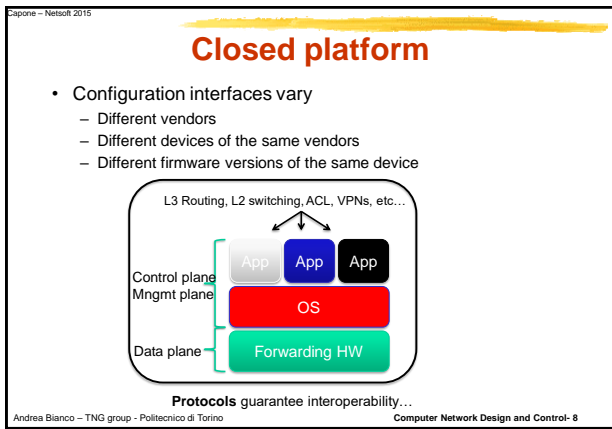 Capone – Netsoft 2015
Closed platform
• Configuration interfaces vary
– Different vendors
– Different devices of the same vendors
– Different firmware versions of the same device
L3 Routing, L2 switching, ACL, VPNs, etc…
App App App
Control plane
Mngmt plane
OS
Data plane
Forwarding HW
Protocols guarantee interoperability…
Andrea Bianco – TNG group - Politecnico di Torino
Computer Network Design and Control- 8